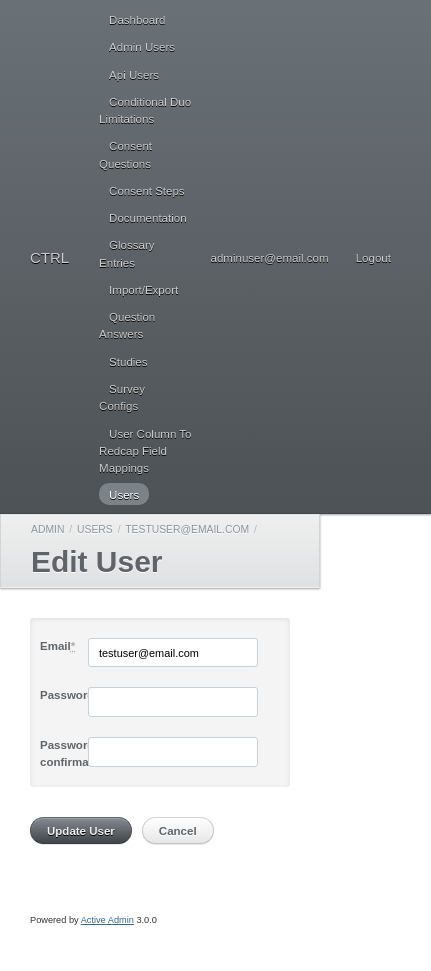 CTRL
Dashboard
Admin Users
Api Users
Conditional Duo
Limitations
Consent
Questions
Consent Steps
Documentation
Glossary
Entries
Import/Export
Question
Answers
Studies
Survey
Configs
User Column To
Redcap Field
Mappings
Users
adminuser@email.com
Logout
ADMIN / USERS / TESTUSER@EMAIL.COM /
Edit User
Email* testuser@email.com
Passwor
Passwor
confirma
Update User Cancel
Powered by Active Admin 3.0.0